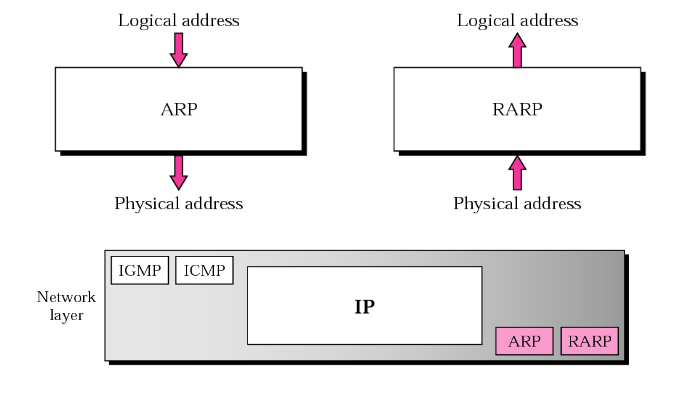 Logical address
Logical address
ARP
RARP
Physical address
Physical address
IGMP
ICMP
Network
layer
IP
ARP
RARP